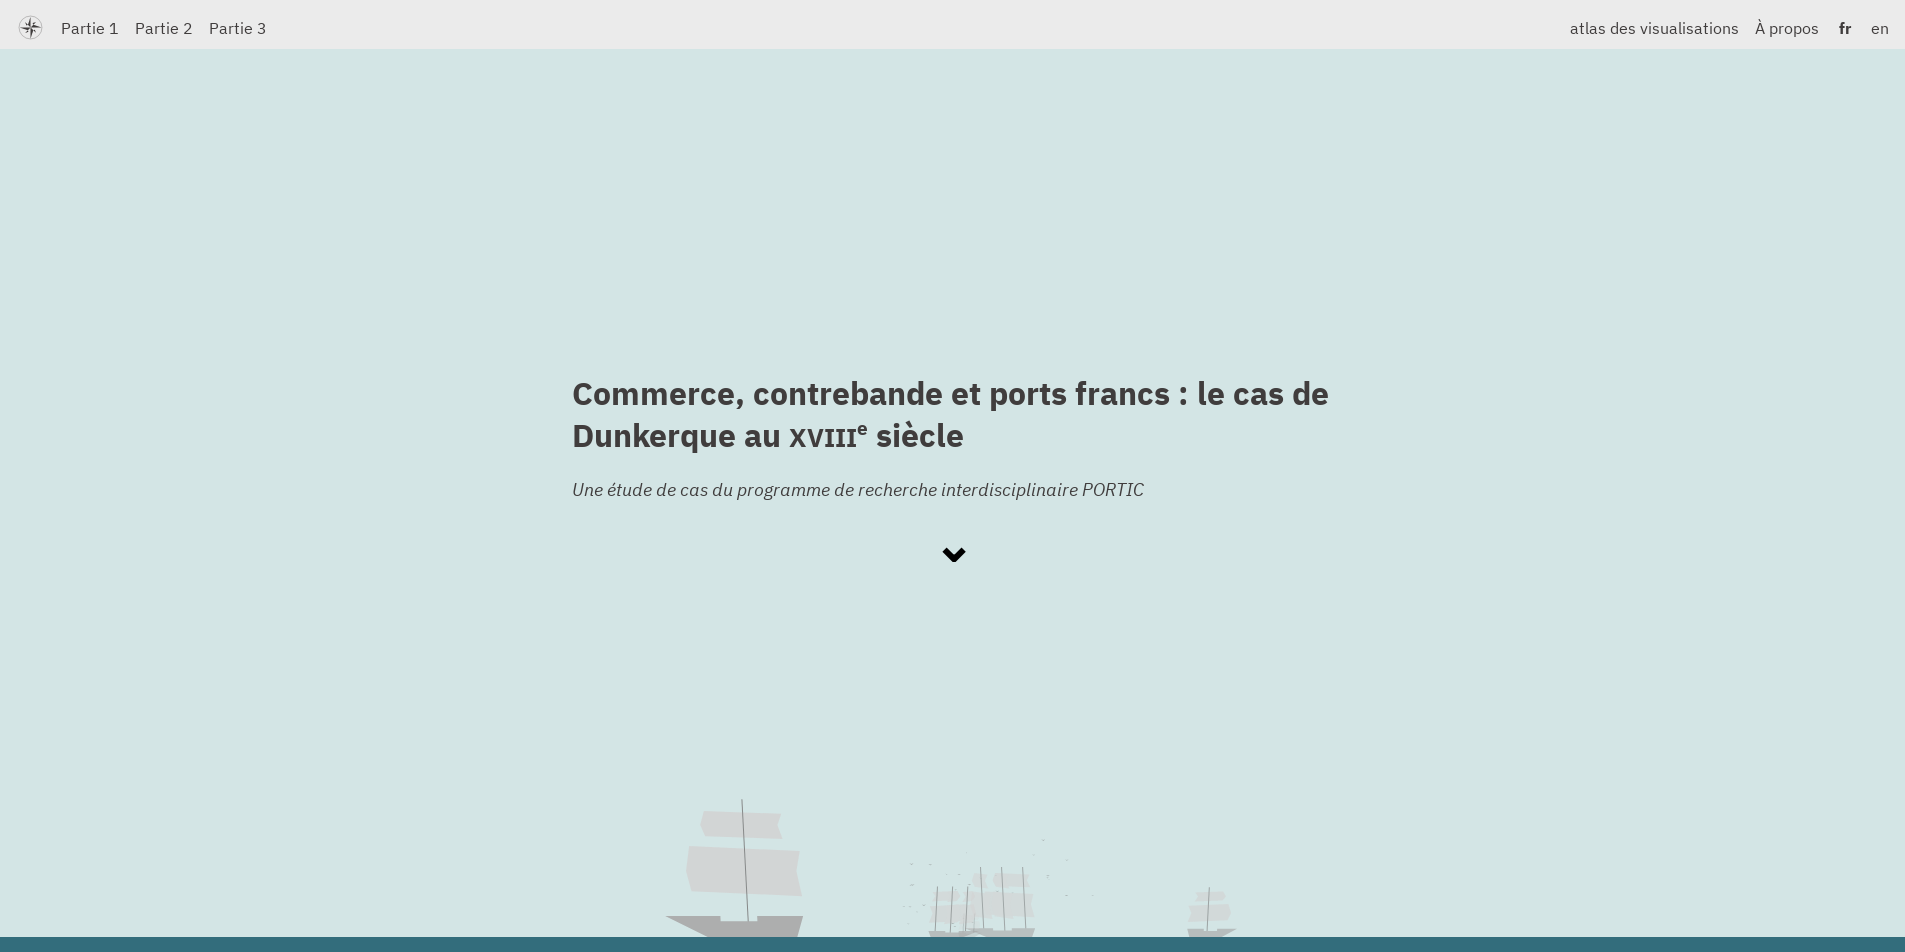 Partie 1 Partie 2 Partie 3 atlas des visualisations À propos fr en
Commerce, contrebande et ports francs : le cas de
Dunkerque au XVIIIe siècle
Une étude de cas du programme de recherche interdisciplinaire PORTIC